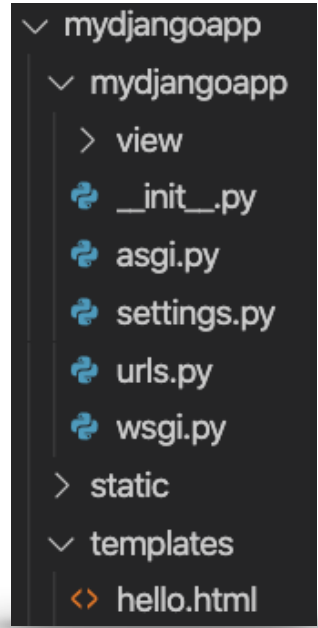 mydjangoapp
mydjangoapp
view
__init__.py
asgi.py
settings.py
urls.py
wsgi.py
static
templates
hello.html